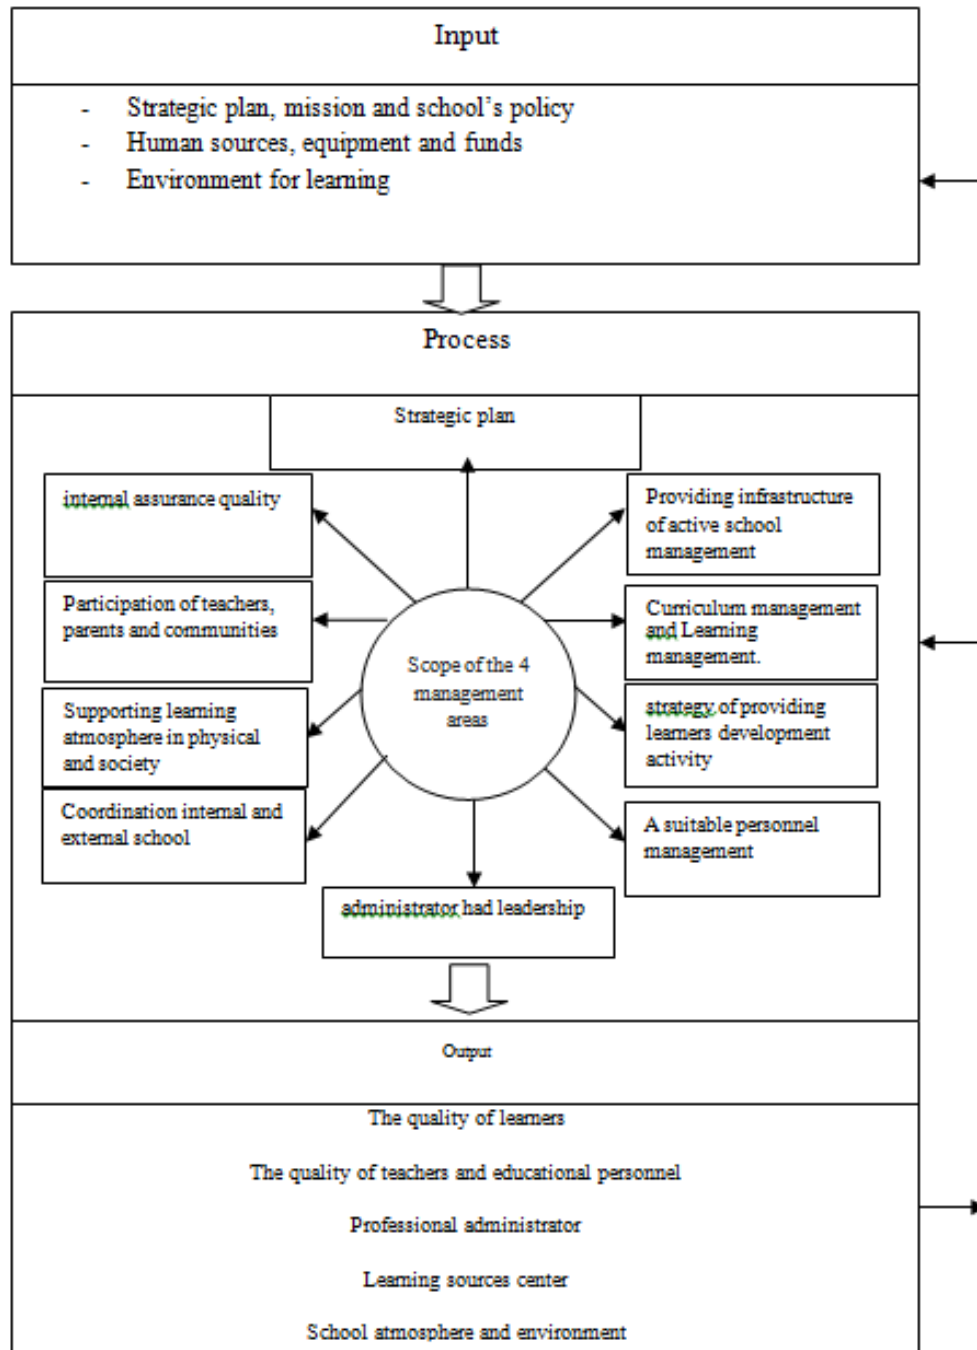 Input
- Strategic plan, mission and school's policy
- Human sources, equipment and funds
- Environment for learning
Process
Strategic plan
internal assurance quality
Providing infrastructure
of active school
management
Participation of teachers,
parents and communities
Curriculum management
and Learning
management.
Scope of the 4
management
areas
Supporting learning
atmosphere in physical
and society
strategy of providing
learners development
activity
Coordination internal and
external school
A suitable personnel
management
administrator had leadership
Output
The quality of learners
The quality of teachers and educational personnel
Professional administrator
Learning sources center
School atmosphere and environment